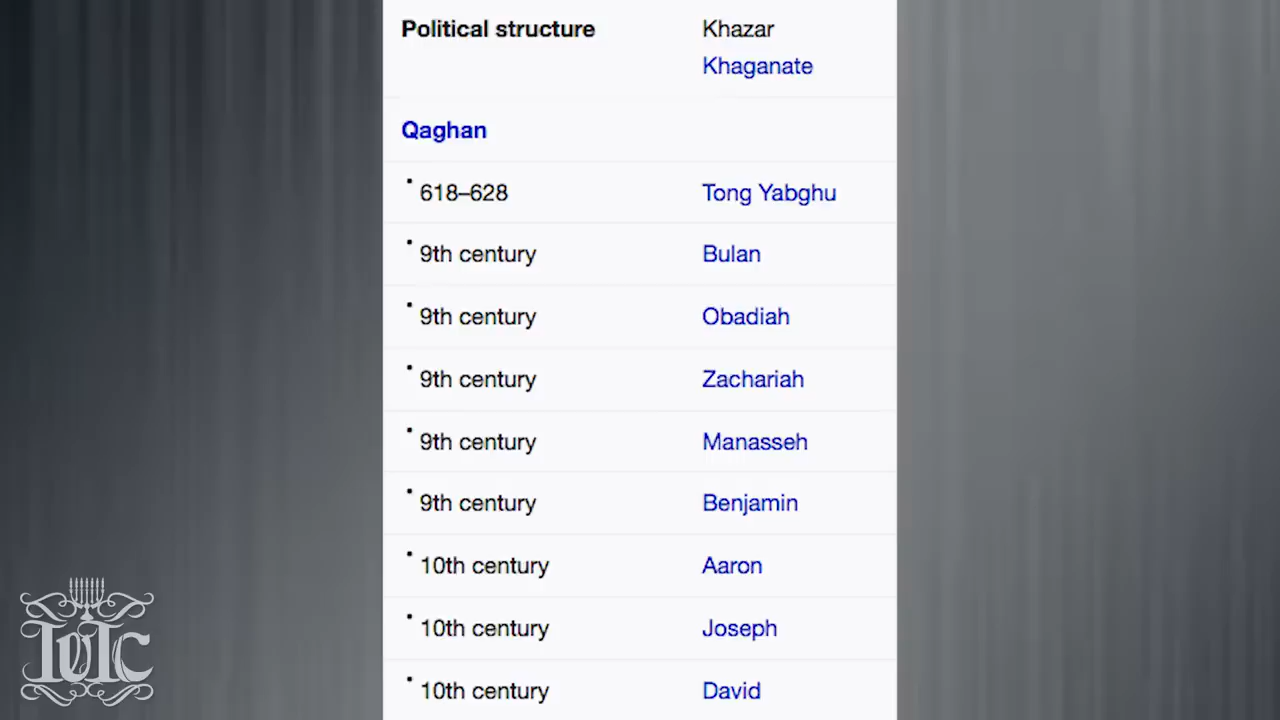 Political structure Khazar
Khaganate
Qaghan
• 618–628 Tong Yabghu
• 9th century Bulan
• 9th century Obadiah
• 9th century Zachariah
• 9th century Manasseh
• 9th century Benjamin
• 10th century Aaron
• 10th century Joseph
• 10th century David
IUIC